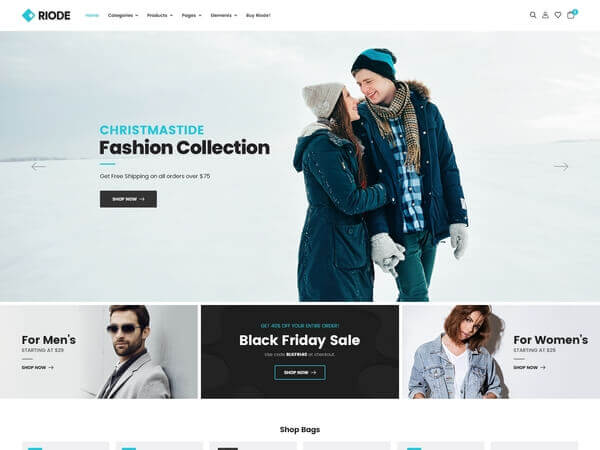 RIODE
Home Categories Products Pages Elements Buy Riode!
CHRISTMASTIDE
Fashion Collection
Get Free Shipping on all orders over $75
SHOP NOW
For Men's
STARTING AT $29
SHOP NOW
GET 40% OFF YOUR ENTIRE ORDER!
Black Friday Sale
Use code at checkout.
SHOP NOW
For Women's
STARTING AT $29
SHOP NOW
Shop Bags